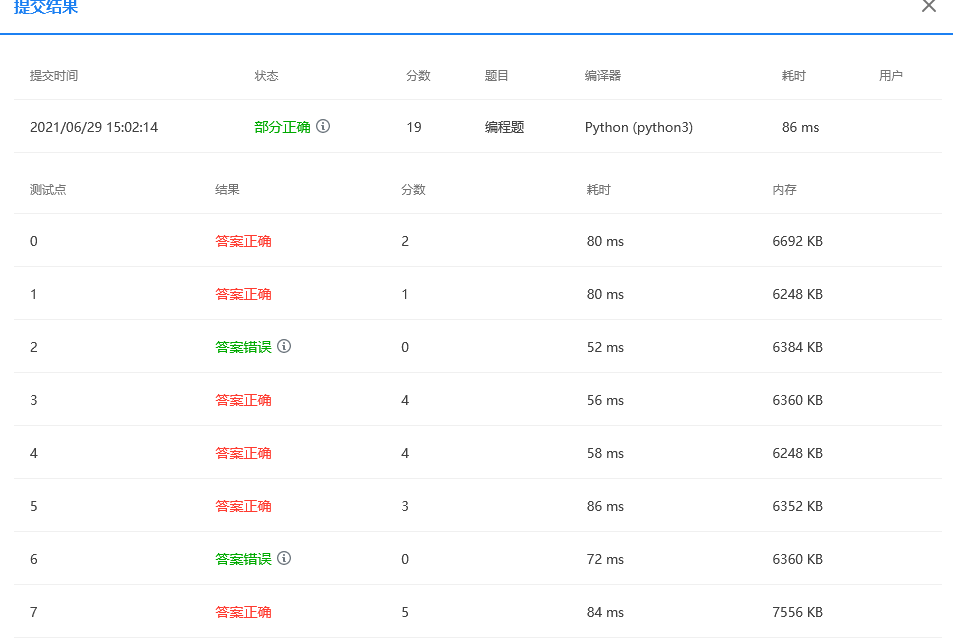 提交结果
提交时间 状态 分数 题目 编译器 耗时 用户
2021/06/29 15:02:14 部分正确 19 编程题 Python (python3) 86 ms
测试点 结果 分数 耗时 内存
0 答案正确 2 80 ms 6692 KB
1 答案正确 1 80 ms 6248 KB
2 答案错误 0 52 ms 6384 KB
3 答案正确 4 56 ms 6360 KB
4 答案正确 4 58 ms 6248 KB
5 答案正确 3 86 ms 6352 KB
6 答案错误 0 72 ms 6360 KB
7 答案正确 5 84 ms 7556 KB